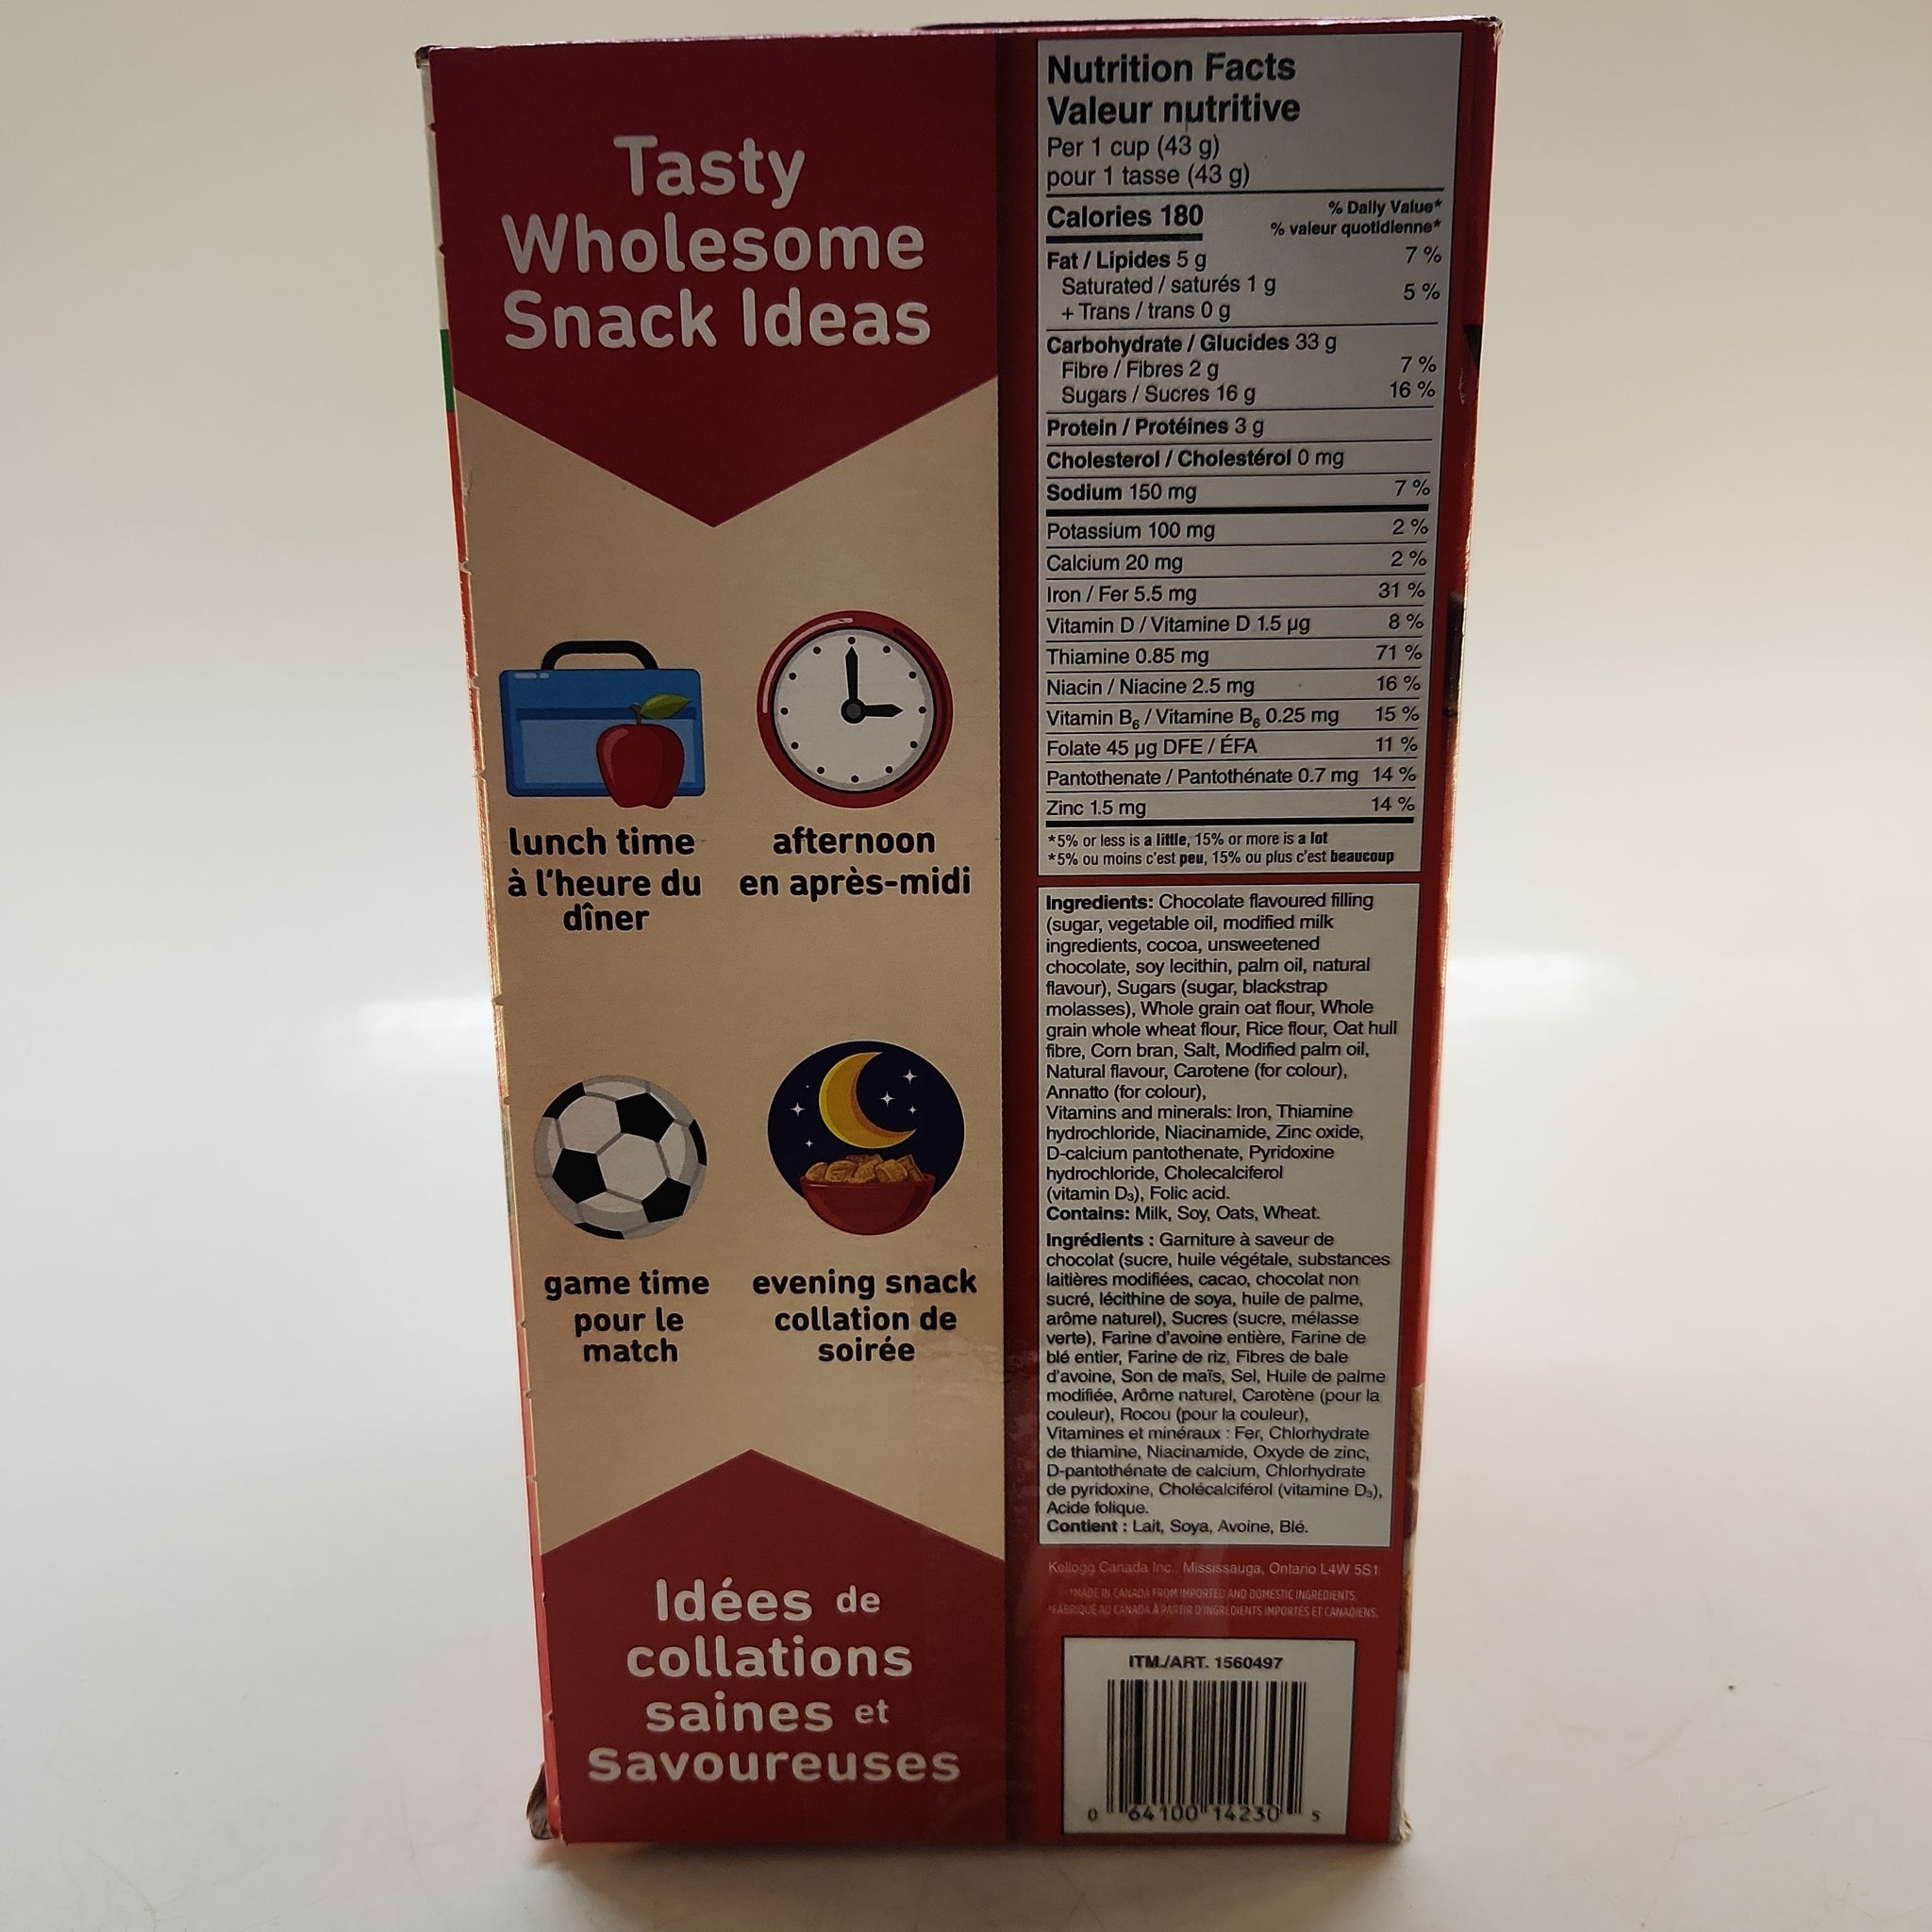 Tasty
Wholesome
Snack Ideas
lunch time
à l'heure du
dîner
afternoon
en après-midi
game time
pour le
match
evening snack
collation de
soirée
Idées de
collations
saines et
savoureuses
Nutrition Facts
Valeur nutritive
Per 1 cup (43 g)
pour 1 tasse (43 g)
Calories 180
% Daily Value*
% valeur quotidienne*
Fat / Lipides 5 g 7 %
Saturated / saturés 1 g
+ Trans / trans 0 g 5 %
Carbohydrate / Glucides 33 g
Fibre / Fibres 2 g 7 %
Sugars / Sucres 16 g 16 %
Protein / Protéines 3 g
Cholesterol / Cholestérol 0 mg
Sodium 150 mg 7 %
Potassium 100 mg 2 %
Calcium 20 mg 2 %
Iron / Fer 5.5 mg 31 %
Vitamin D / Vitamine D 1.5 µg 8 %
Thiamine 0.85 mg 71 %
Niacin / Niacine 2.5 mg 16 %
Vitamin B6 / Vitamine B6 0.25 mg 15 %
Folate 45 µg DFE / ÉFA 11 %
Pantothenate / Pantothénate 0.7 mg 14 %
Zinc 1.5 mg 14 %
*5% or less is a little, 15% or more is a lot
*5% ou moins c'est peu, 15% ou plus c'est beaucoup
Ingredients: Chocolate flavoured filling
(sugar, vegetable oil, modified milk
ingredients, cocoa, unsweetened
chocolate, soy lecithin, palm oil, natural
flavour), Sugars (sugar, blackstrap
molasses), Whole grain oat flour, Whole
grain whole wheat flour, Rice flour, Oat hull
fibre, Corn bran, Salt, Modified palm oil,
Natural flavour, Carotene (for colour),
Annatto (for colour),
Vitamins and minerals: Iron, Thiamine
hydrochloride, Niacinamide, Zinc oxide,
D-calcium pantothenate, Pyridoxine
hydrochloride, Cholecalciferol
(vitamin D3), Folic acid.
Contains: Milk, Soy, Oats, Wheat.
Ingrédients : Garniture à saveur de
chocolat (sucre, huile végétale, substances
laitières modifiées, cacao, chocolat non
sucré, lécithine de soya, huile de palme,
arôme naturel), Sucres (sucre, mélasse
verte), Farine d'avoine entière, Farine de
blé entier, Farine de riz, Fibres de bale
d'avoine, Son de maïs, Sel, Huile de palme
modifiée, Arôme naturel, Carotène (pour la
couleur), Rocou (pour la couleur),
Vitamines et minéraux : Fer, Chlorhydrate
de thiamine, Niacinamide, Oxyde de zinc,
D-pantothénate de calcium, Chlorhydrate
de pyridoxine, Cholécalciférol (vitamine D3),
Acide folique.
Contient : Lait, Soya, Avoine, Blé.
Kellogg Canada Inc. Mississauga, Ontario L4W 5S1
*MADE IN CANADA FROM IMPORTED AND DOMESTIC INGREDIENTS.
*FABRIQUÉ AU CANADA À PARTIR D'INGRÉDIENTS IMPORTÉS ET CANADIENS.
ITM./ART. 1560497
0 64100 14230 5